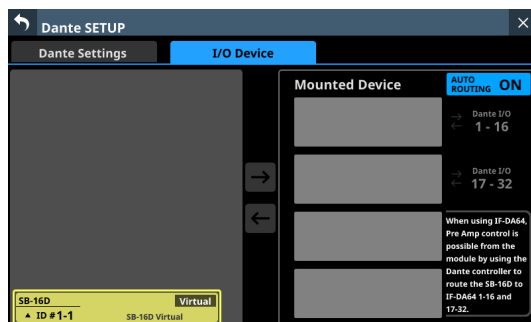 Dante SETUP
Dante Settings
I/O Device
Mounted Device
AUTO ROUTING ON
Dante I/O
1 - 16
Dante I/O
17 - 32
When using IF-DA64,
Pre Amp control is
possible from the
module by using the
Dante controller to
route the SB-16D to
IF-DA64 1-16 and
17-32.
SB-16D
Virtual
▲ ID #1-1
SB-16D Virtual